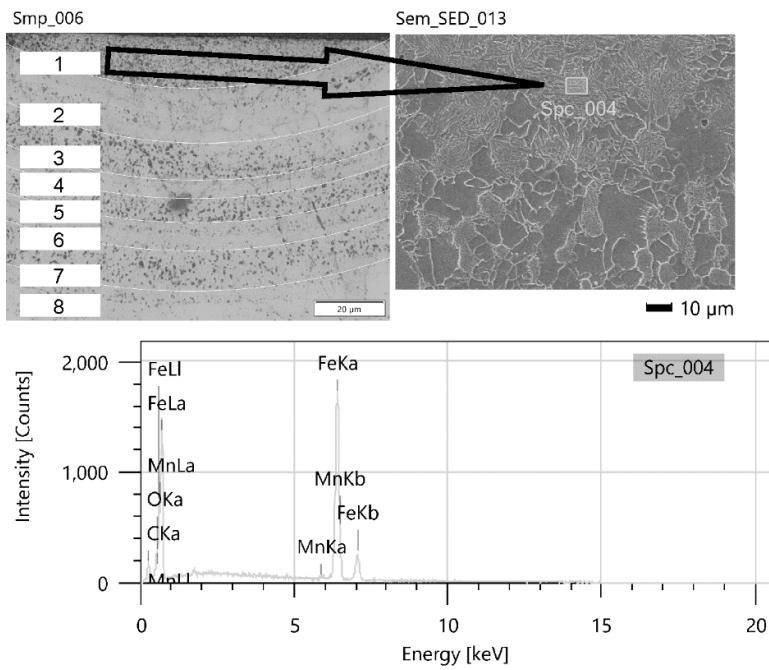 Smp_006
Sem_SED_013
1
2
3
4
5
6
7
8
20 µm
Spc_004
10 µm
Spc_004
FeLl
FeLa
MnLa
OKa
CKa
MnLl
FeKa
MnKb
FeKb
MnKa
2,000
1,000
0
Intensity [Counts]
0
5
10
15
20
Energy [keV]